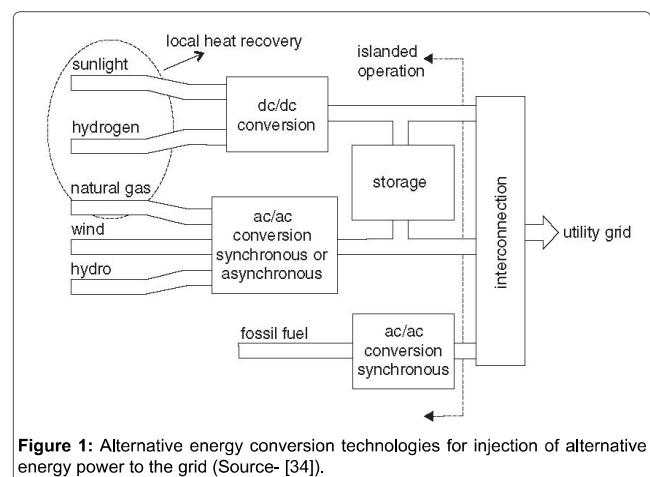 local heat recovery
sunlight
hydrogen
natural gas
wind
hydro
dc/dc
conversion
ac/ac
conversion
synchronous or
asynchronous
islanded
operation
storage
interconnection
utility grid
fossil fuel
ac/ac
conversion
synchronous
Figure 1: Alternative energy conversion technologies for injection of alternative
energy power to the grid (Source- [34]).